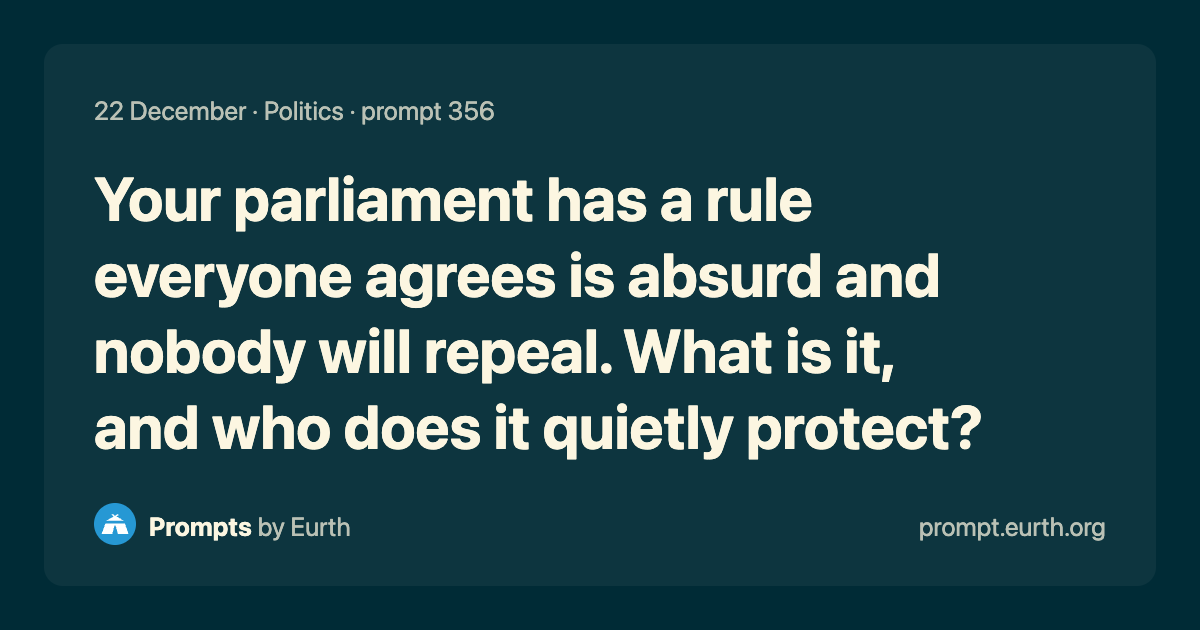 22 December · Politics · prompt 356
Your parliament has a rule
everyone agrees is absurd and
nobody will repeal. What is it,
and who does it quietly protect?
Prompts by Eurth
prompt.eurth.org